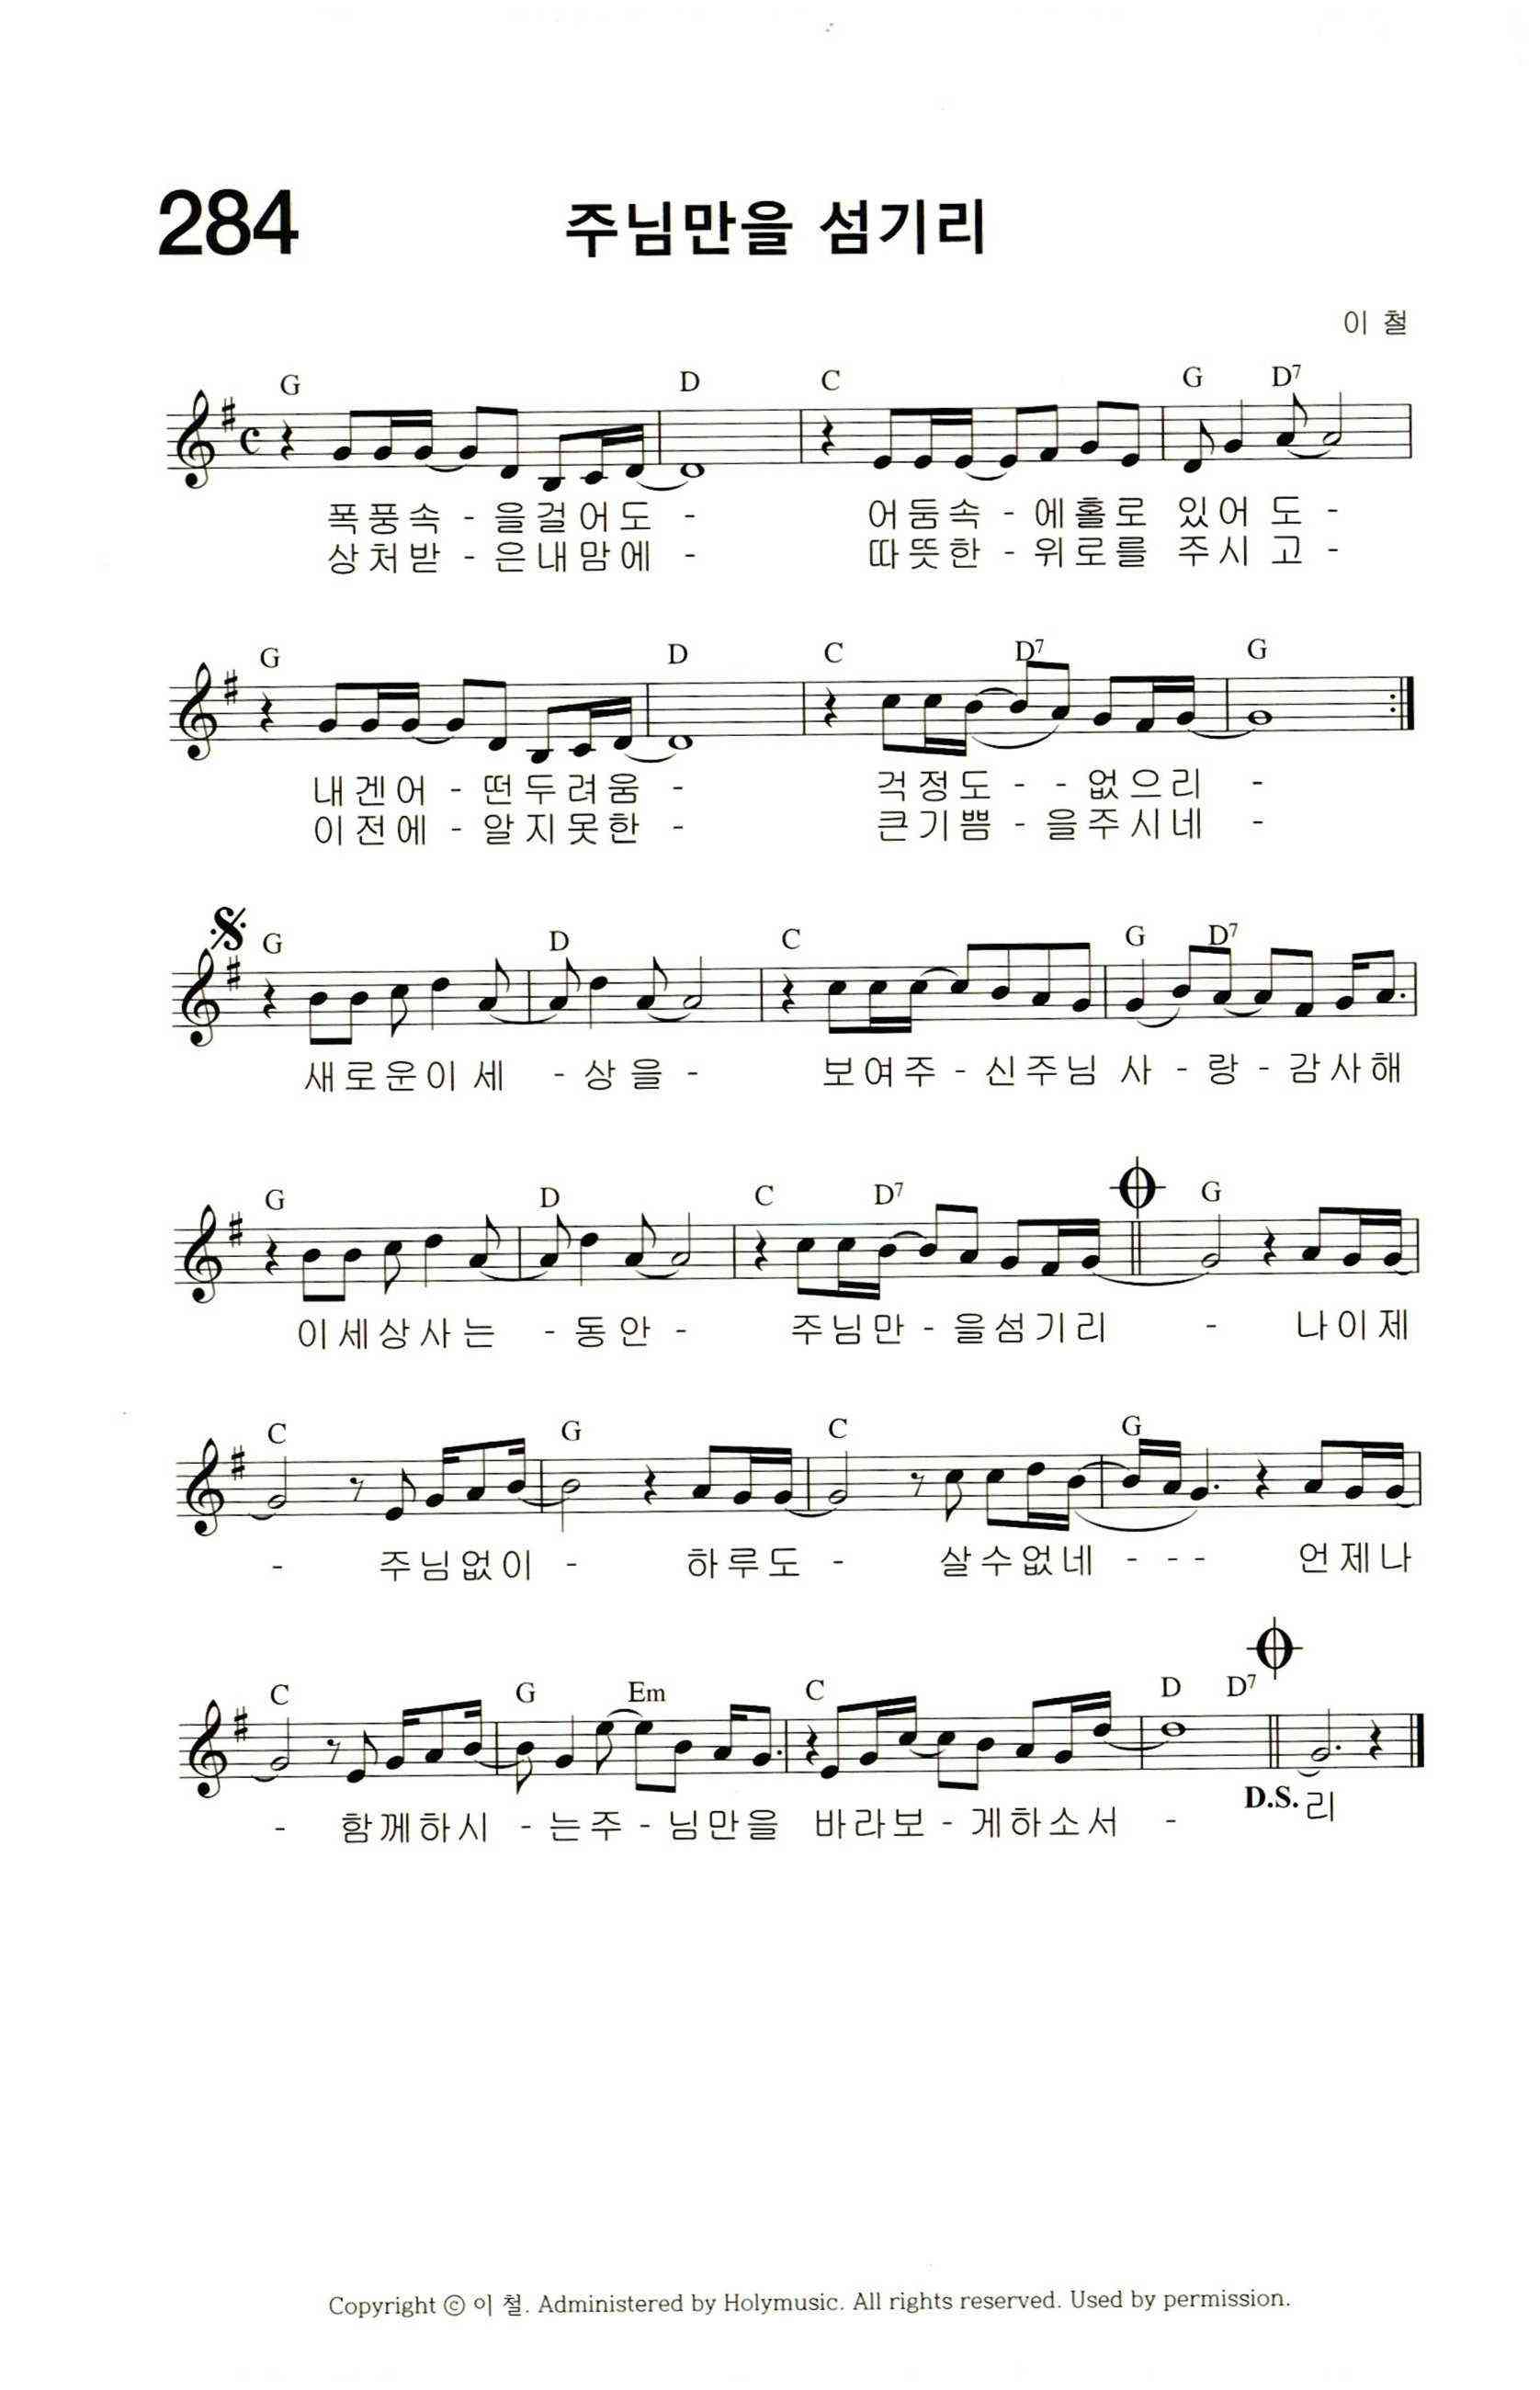 284
주님만을 섬기리
이 철
G D C G D7
폭풍속 - 을걸어도 - 어둠속 - 에홀로 있어 도 -
상처받 - 은내맘에 - 따뜻한 - 위로를 주시 고 -
G D C D7 G
내겐어 - 떤두려움 - 걱정도 - - 없으리 -
이전에 - 알지못한 - 큰기쁨 - 을주시네 -
G D C G D7
새로운이 세 - 상을 - 보여주 - 신주님 사 - 랑 - 감사해
G D C D7 G
이세상사는 - 동안 - 주님만 - 을섬기리 - 나이제
C G C G
- 주님없이 - 하루도 - 살수없네 - - - 언제나
C G Em C D D7
- 함께하시 - 는주 - 님만을 바라보 - 게하소서 - D.S. 리
Copyright ⓒ 이 철. Administered by Holymusic. All rights reserved. Used by permission.